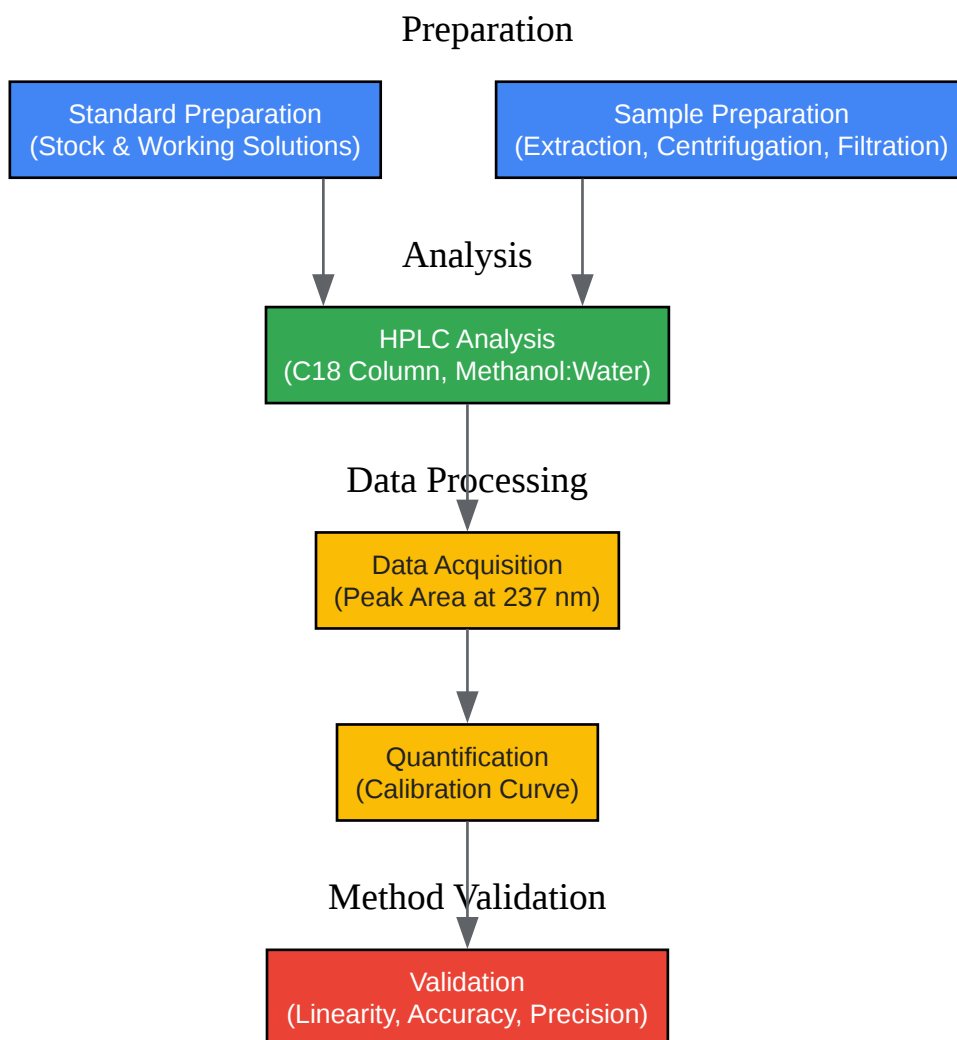 Preparation
Standard Preparation
(Stock & Working Solutions)
Sample Preparation
(Extraction, Centrifugation, Filtration)
Analysis
HPLC Analysis
(C18 Column, Methanol:Water)
Data Processing
Data Acquisition
(Peak Area at 237 nm)
Quantification
(Calibration Curve)
Method Validation
Validation
(Linearity, Accuracy, Precision)